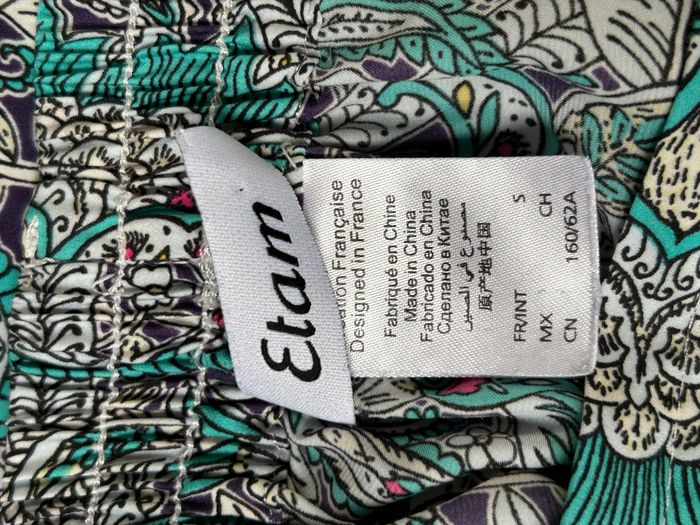 Etam
ation Française
Designed in France
Fabriqué en Chine
Made in China
Fabricado en China
Сделано в Китае
مصنوع في الصين
原产地中国
FR/INT S
MX CH
CN 160/62A